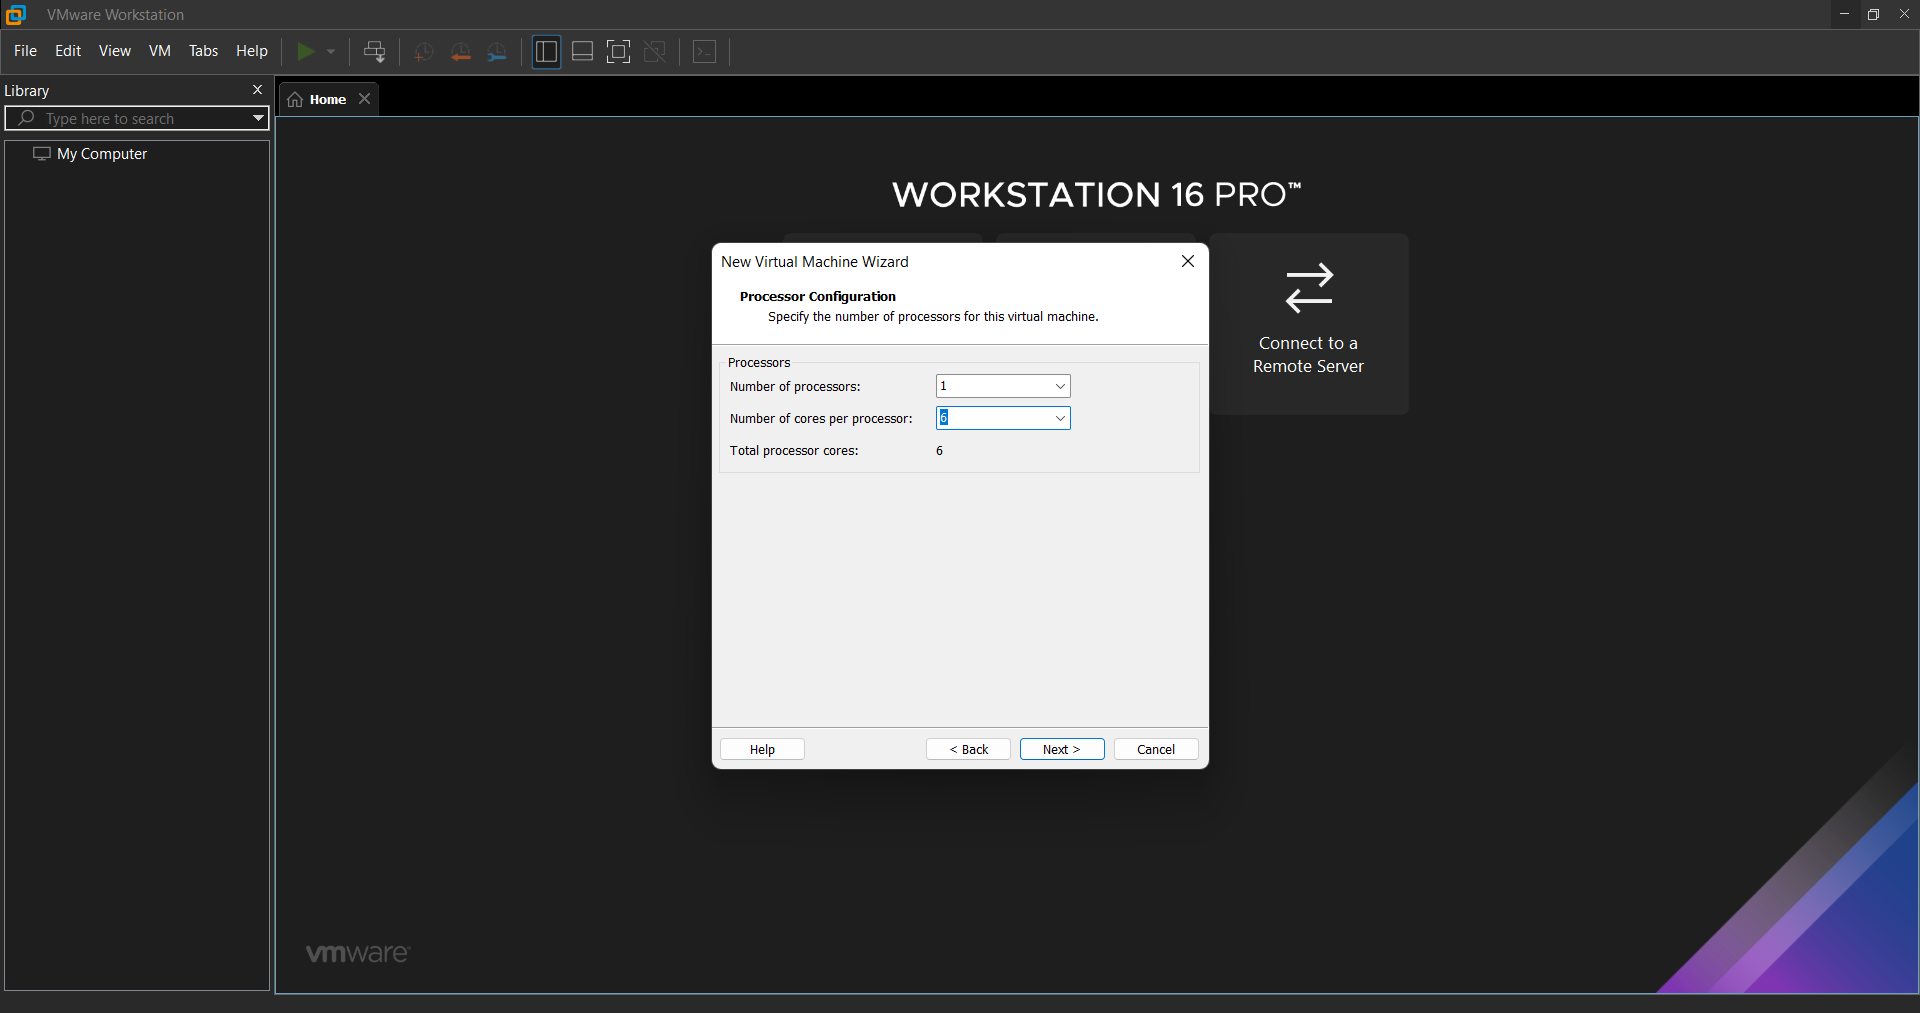 VMware Workstation
File Edit View VM Tabs Help
Library
Type here to search
My Computer
Home
WORKSTATION 16 PRO™
New Virtual Machine Wizard
Processor Configuration
Specify the number of processors for this virtual machine.
Processors
Number of processors: 1
Number of cores per processor: 6
Total processor cores: 6
Help < Back Next > Cancel
Connect to a
Remote Server
vmware